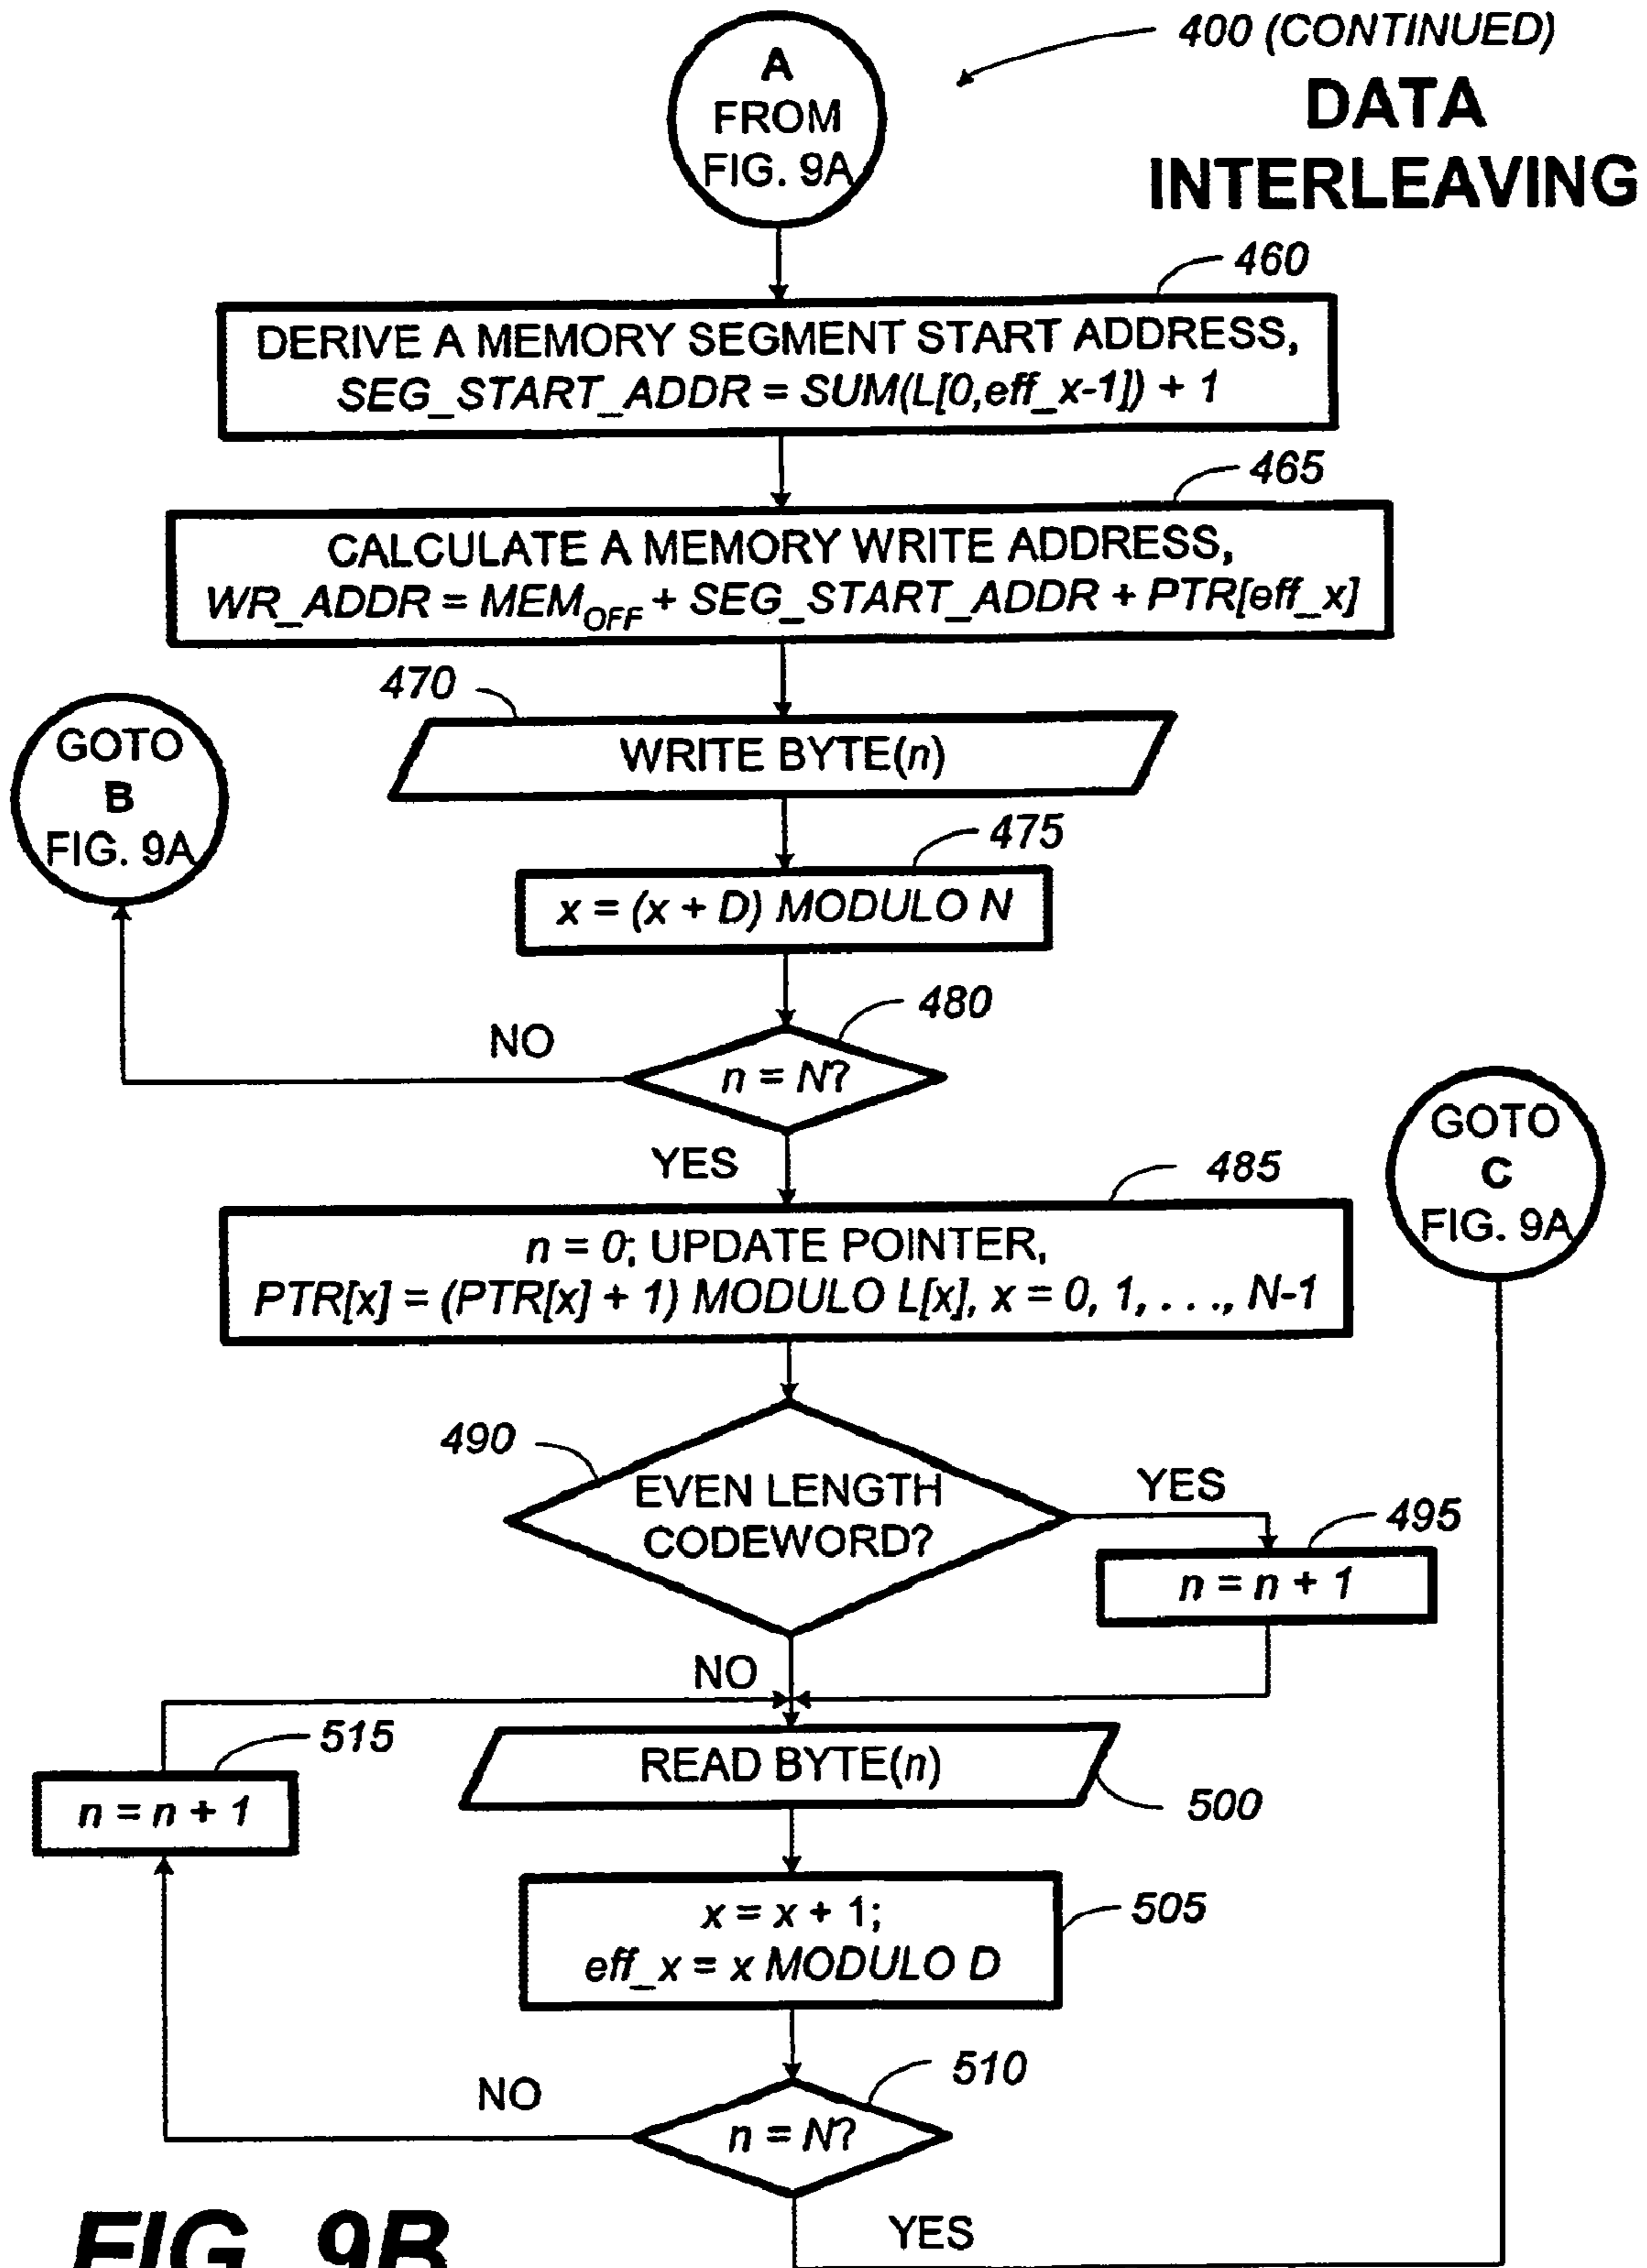 400 (CONTINUED)
DATA
INTERLEAVING
A
FROM
FIG. 9A
460
DERIVE A MEMORY SEGMENT START ADDRESS,
SEG_START_ADDR = SUM(L[0,eff_x-1]) + 1
465
CALCULATE A MEMORY WRITE ADDRESS,
WR_ADDR = MEM_OFF + SEG_START_ADDR + PTR[eff_x]
470
WRITE BYTE(n)
GOTO
B
FIG. 9A
475
x = (x + D) MODULO N
480
NO
n = N?
YES
GOTO
C
FIG. 9A
485
n = 0; UPDATE POINTER,
PTR[x] = (PTR[x] + 1) MODULO L[x], x = 0, 1, . . ., N-1
490
EVEN LENGTH
CODEWORD?
YES
495
n = n + 1
NO
515
n = n + 1
READ BYTE(n)
500
x = x + 1;
eff_x = x MODULO D
505
510
NO
n = N?
YES
FIG. 9B